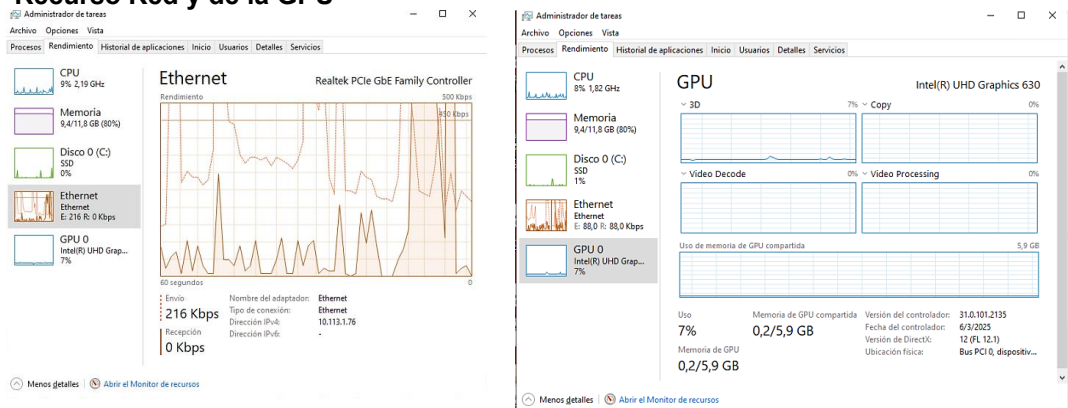 Recurso Red y de la GPU
Administrador de tareas
Archivo Opciones Vista
Procesos Rendimiento Historial de aplicaciones Inicio Usuarios Detalles Servicios
CPU
9% 2,19 GHz
Memoria
9,4/11,8 GB (80%)
Disco 0 (C:)
SSD
0%
Ethernet
Ethernet
E: 216 R: 0 Kbps
GPU 0
Intel(R) UHD Grap...
7%
Ethernet
Realtek PCIe GbE Family Controller
Rendimiento
500 Kbps
450 Kbps
60 segundos
0
Envío
216 Kbps
Recepción
0 Kbps
Nombre del adaptador: Ethernet
Tipo de conexión: Ethernet
Dirección IPv4: 10.113.1.76
Dirección IPv6: -
Menos detalles
Abrir el Monitor de recursos
Administrador de tareas
Archivo Opciones Vista
Procesos Rendimiento Historial de aplicaciones Inicio Usuarios Detalles Servicios
CPU
8% 1,82 GHz
Memoria
9,4/11,8 GB (80%)
Disco 0 (C:)
SSD
1%
Ethernet
Ethernet
E: 88,0 R: 88,0 Kbps
GPU 0
Intel(R) UHD Grap...
7%
GPU
Intel(R) UHD Graphics 630
3D 7%
Copy 0%
Video Decode 0%
Video Processing 0%
Uso de memoria de GPU compartida
5,9 GB
Uso
7%
Memoria de GPU compartida
0,2/5,9 GB
Memoria de GPU
0,2/5,9 GB
Versión del controlador: 31.0.101.2135
Fecha del controlador: 6/3/2025
Versión de DirectX: 12 (FL 12.1)
Ubicación física: Bus PCI 0, dispositiv...
Menos detalles
Abrir el Monitor de recursos